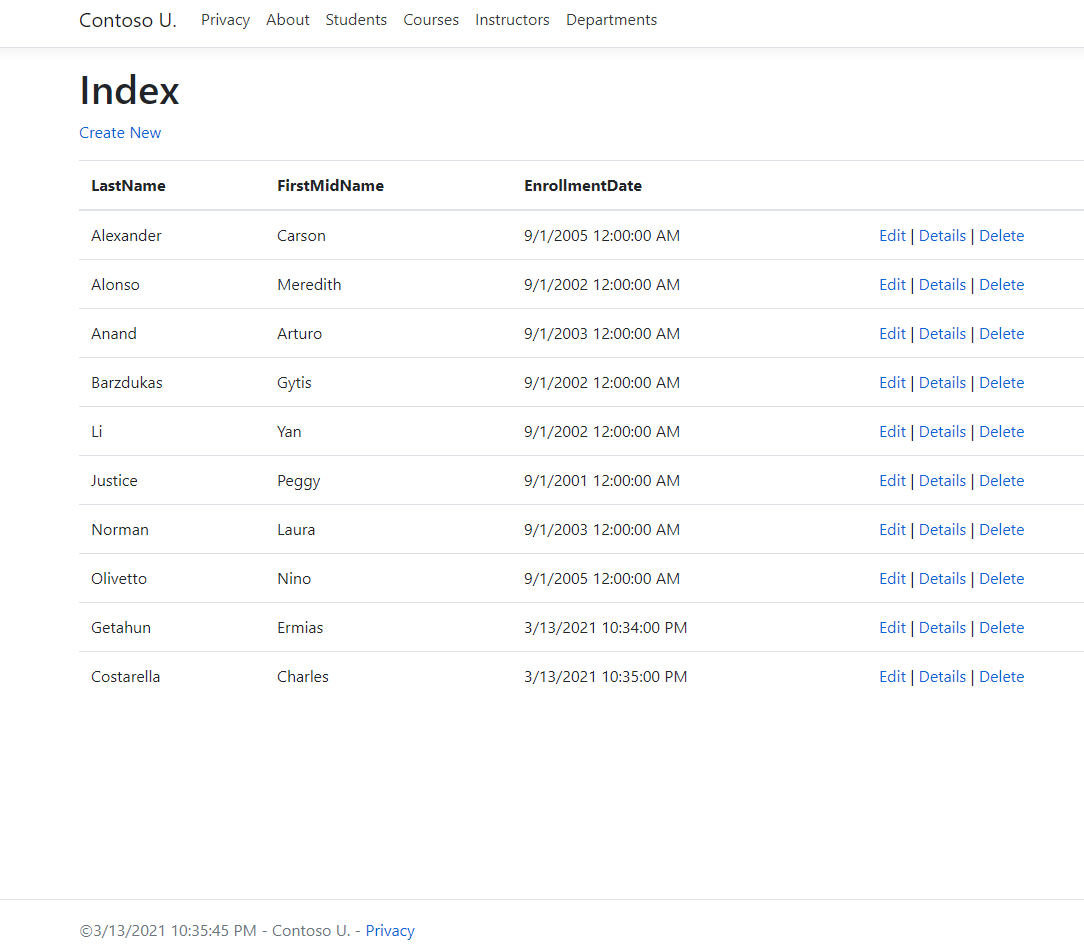 Contoso U. Privacy About Students Courses Instructors Departments
Index
Create New
LastName FirstMidName EnrollmentDate
Alexander Carson 9/1/2005 12:00:00 AM Edit | Details | Delete
Alonso Meredith 9/1/2002 12:00:00 AM Edit | Details | Delete
Anand Arturo 9/1/2003 12:00:00 AM Edit | Details | Delete
Barzdukas Gytis 9/1/2002 12:00:00 AM Edit | Details | Delete
Li Yan 9/1/2002 12:00:00 AM Edit | Details | Delete
Justice Peggy 9/1/2001 12:00:00 AM Edit | Details | Delete
Norman Laura 9/1/2003 12:00:00 AM Edit | Details | Delete
Olivetto Nino 9/1/2005 12:00:00 AM Edit | Details | Delete
Getahun Ermias 3/13/2021 10:34:00 PM Edit | Details | Delete
Costarella Charles 3/13/2021 10:35:00 PM Edit | Details | Delete
©3/13/2021 10:35:45 PM - Contoso U. - Privacy